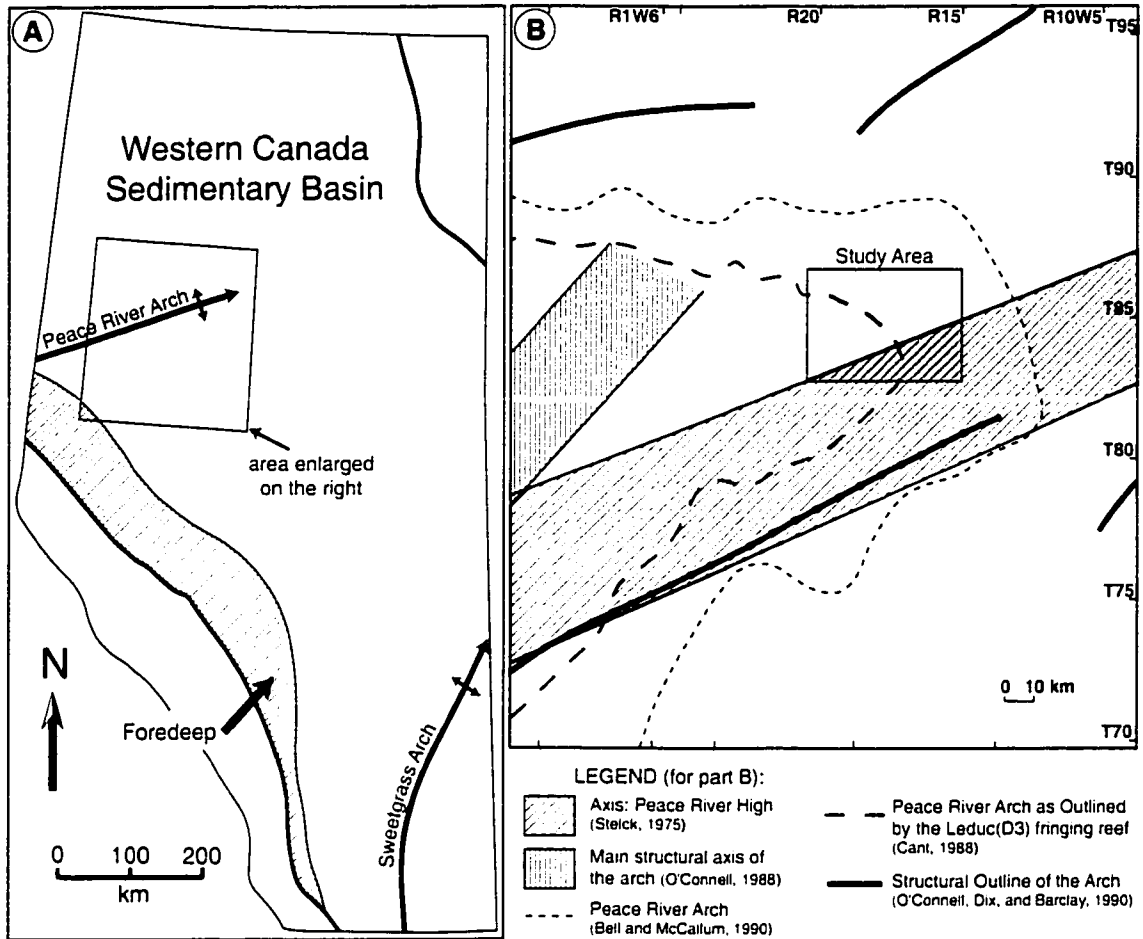 A
Western Canada
Sedimentary Basin
Peace River Arch
area enlarged
on the right
N
Foredeep
Sweetgrass Arch
0 100 200
km
B
R1W6
R20
R15
R10W5
T95
T90
Study Area
T85
T80
T75
0 10 km
T70
LEGEND (for part B):
Axis: Peace River High
(Stelck, 1975)
Main structural axis of
the arch (O'Connell, 1988)
Peace River Arch
(Bell and McCallum, 1990)
Peace River Arch as Outlined
by the Leduc(D3) fringing reef
(Cant, 1988)
Structural Outline of the Arch
(O'Connell, Dix, and Barclay, 1990)